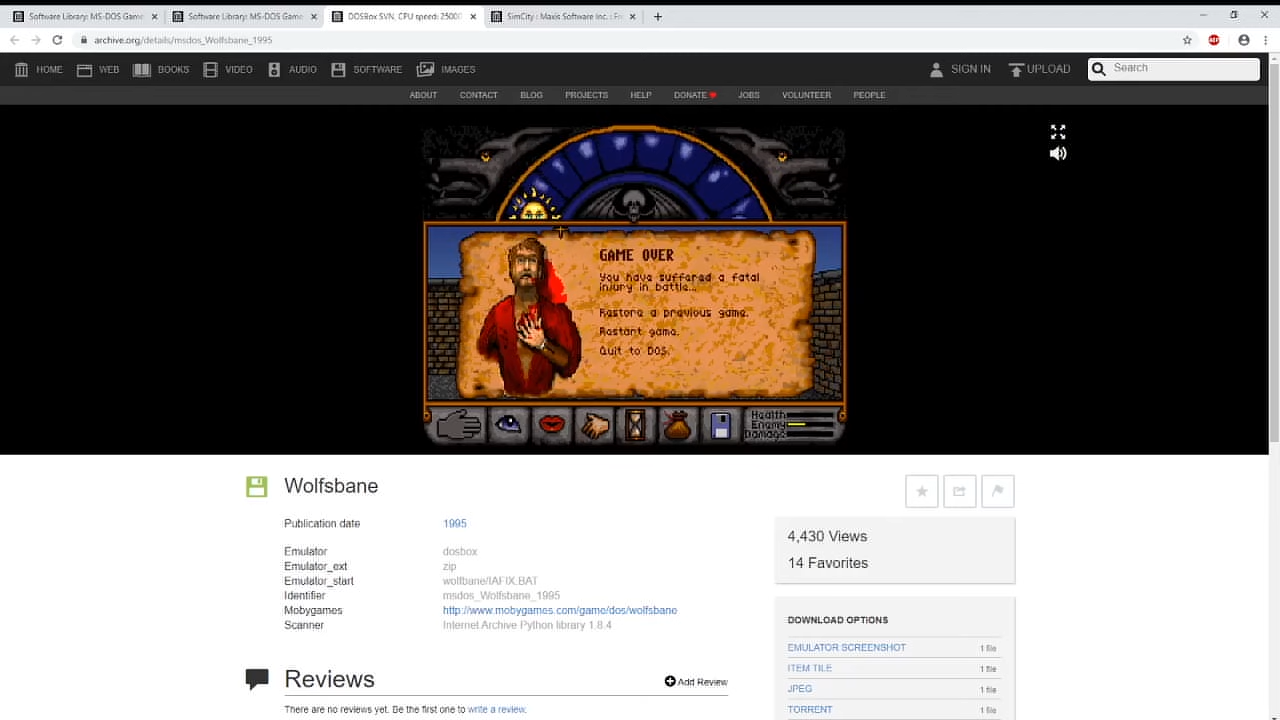 Software Library: MS-DOS Game
Software Library: MS-DOS Game
DOSBox SVN, CPU speed: 2500
SimCity : Maxis Software Inc. : Fr
archive.org/details/msdos_Wolfsbane_1995
HOME WEB BOOKS VIDEO AUDIO SOFTWARE IMAGES SIGN IN UPLOAD Search
ABOUT CONTACT BLOG PROJECTS HELP DONATE JOBS VOLUNTEER PEOPLE
GAME OVER
You have suffered a fatal
injury in battle...
Restore a previous game.
Restart game.
Quit to DOS.
Health
Enemy
Damage
Wolfsbane
Publication date 1995
Emulator dosbox
Emulator_ext zip
Emulator_start wolfbane/IAFIX.BAT
Identifier msdos_Wolfsbane_1995
Mobygames http://www.mobygames.com/game/dos/wolfsbane
Scanner Internet Archive Python library 1.8.4
4,430 Views
14 Favorites
DOWNLOAD OPTIONS
EMULATOR SCREENSHOT 1 file
ITEM TILE 1 file
JPEG 1 file
TORRENT 1 file
Reviews
Add Review
There are no reviews yet. Be the first one to write a review.